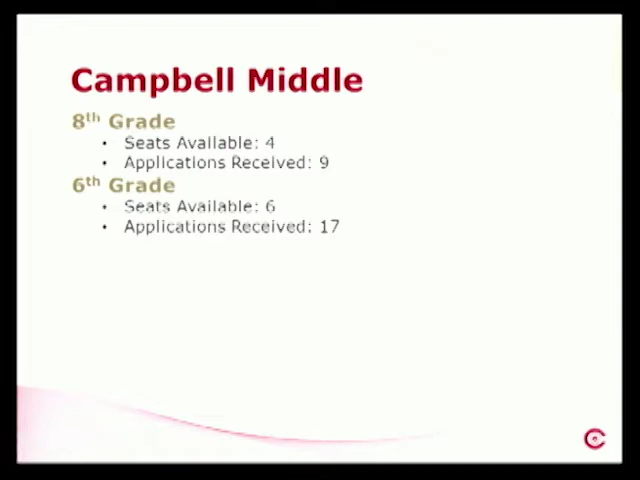 Campbell Middle
8th Grade
• Seats Available: 4
• Applications Received: 9
6th Grade
• Seats Available: 6
• Applications Received: 17